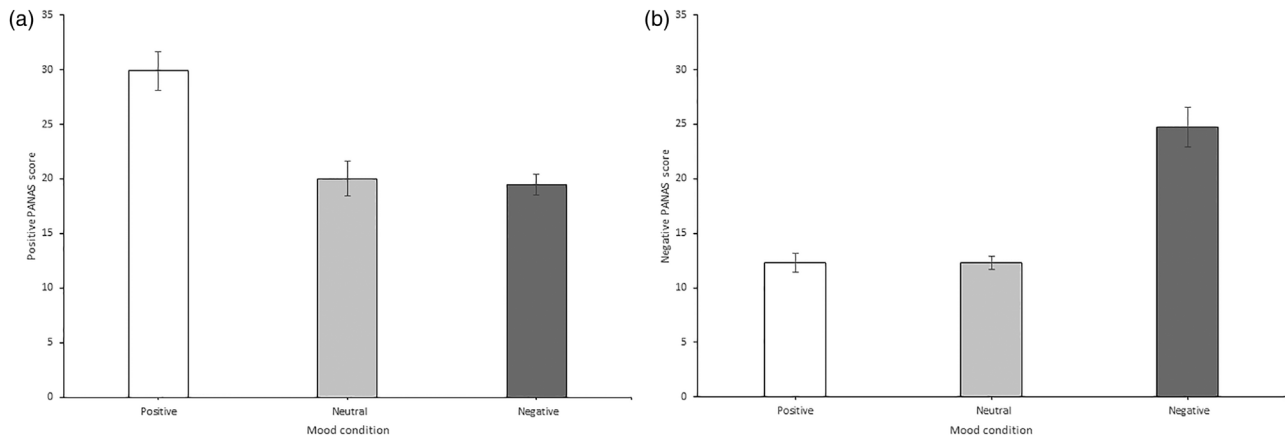 (a)
35
30
25
20
15
10
5
0
Positive PANAS score
Positive
Neutral
Negative
Mood condition
(b)
35
30
25
20
15
10
5
0
Negative PANAS score
Positive
Neutral
Negative
Mood condition